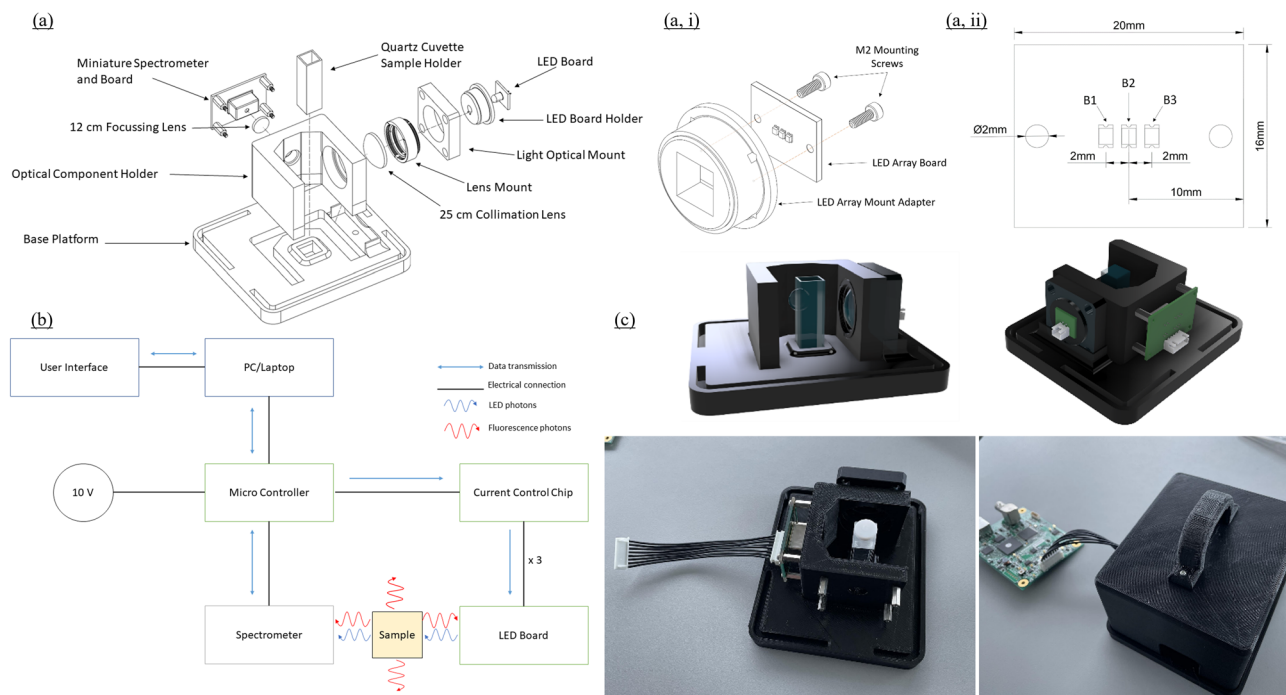 (a)
Quartz Cuvette
Sample Holder
Miniature Spectrometer
and Board
LED Board
12 cm Focussing Lens
LED Board Holder
Light Optical Mount
Optical Component Holder
Lens Mount
25 cm Collimation Lens
Base Platform
(a, i)
M2 Mounting
Screws
LED Array Board
LED Array Mount Adapter
(a, ii)
20mm
B2
B1
B3
Ø2mm
16mm
2mm
2mm
10mm
(b)
User Interface
PC/Laptop
Data transmission
Electrical connection
LED photons
Fluorescence photons
10 V
Micro Controller
Current Control Chip
x 3
Spectrometer
Sample
LED Board
(c)